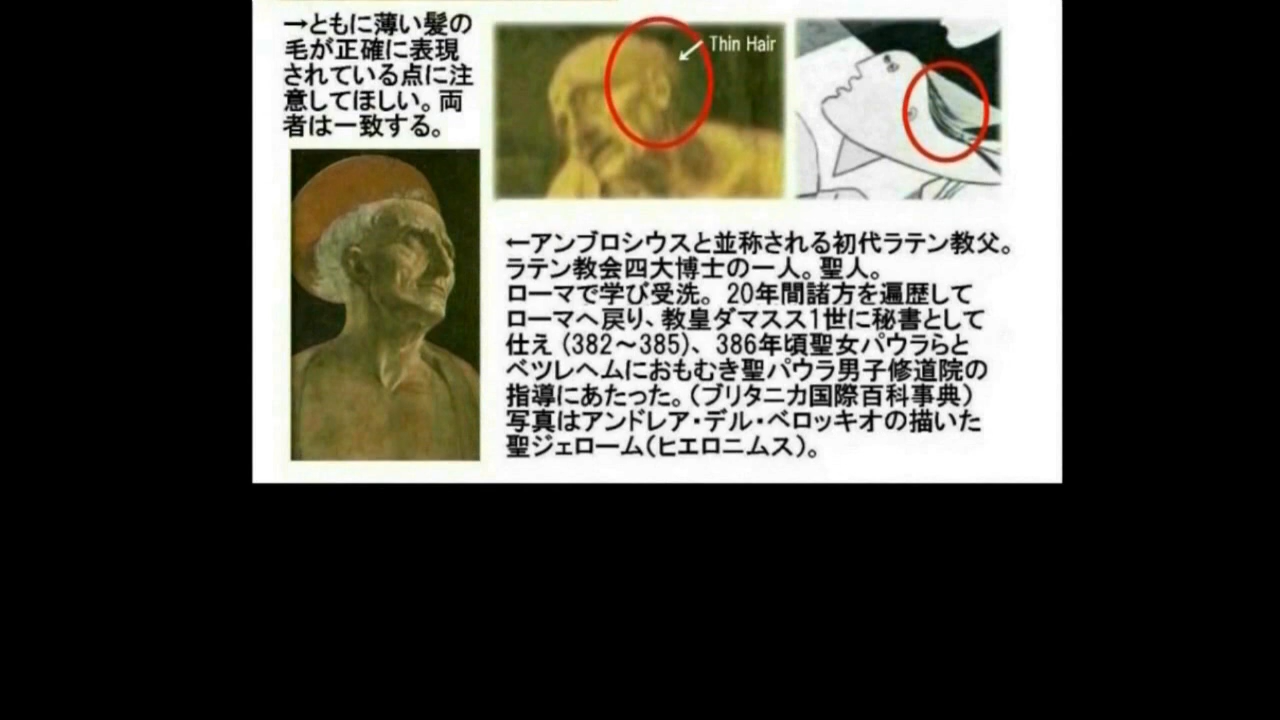 →ともに薄い髪の
毛が正確に表現
されている点に注
意してほしい。両
者は一致する。
Thin Hair
←アンブロシウスと並称される初代ラテン教父。
ラテン教会四大博士の一人。聖人。
ローマで学び受洗。20年間諸方を遍歴して
ローマへ戻り、教皇ダマスス1世に秘書として
仕え(382～385)、386年頃聖女パウラらと
ベツレヘムにおもむき聖パウラ男子修道院の
指導にあたった。(ブリタニカ国際百科事典)
写真はアンドレア・デル・ベロッキオの描いた
聖ジェローム(ヒエロニムス)。